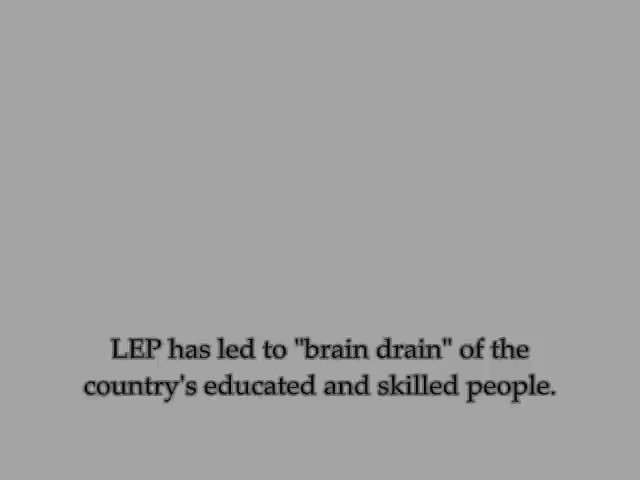 LEP has led to "brain drain" of the
country's educated and skilled people.